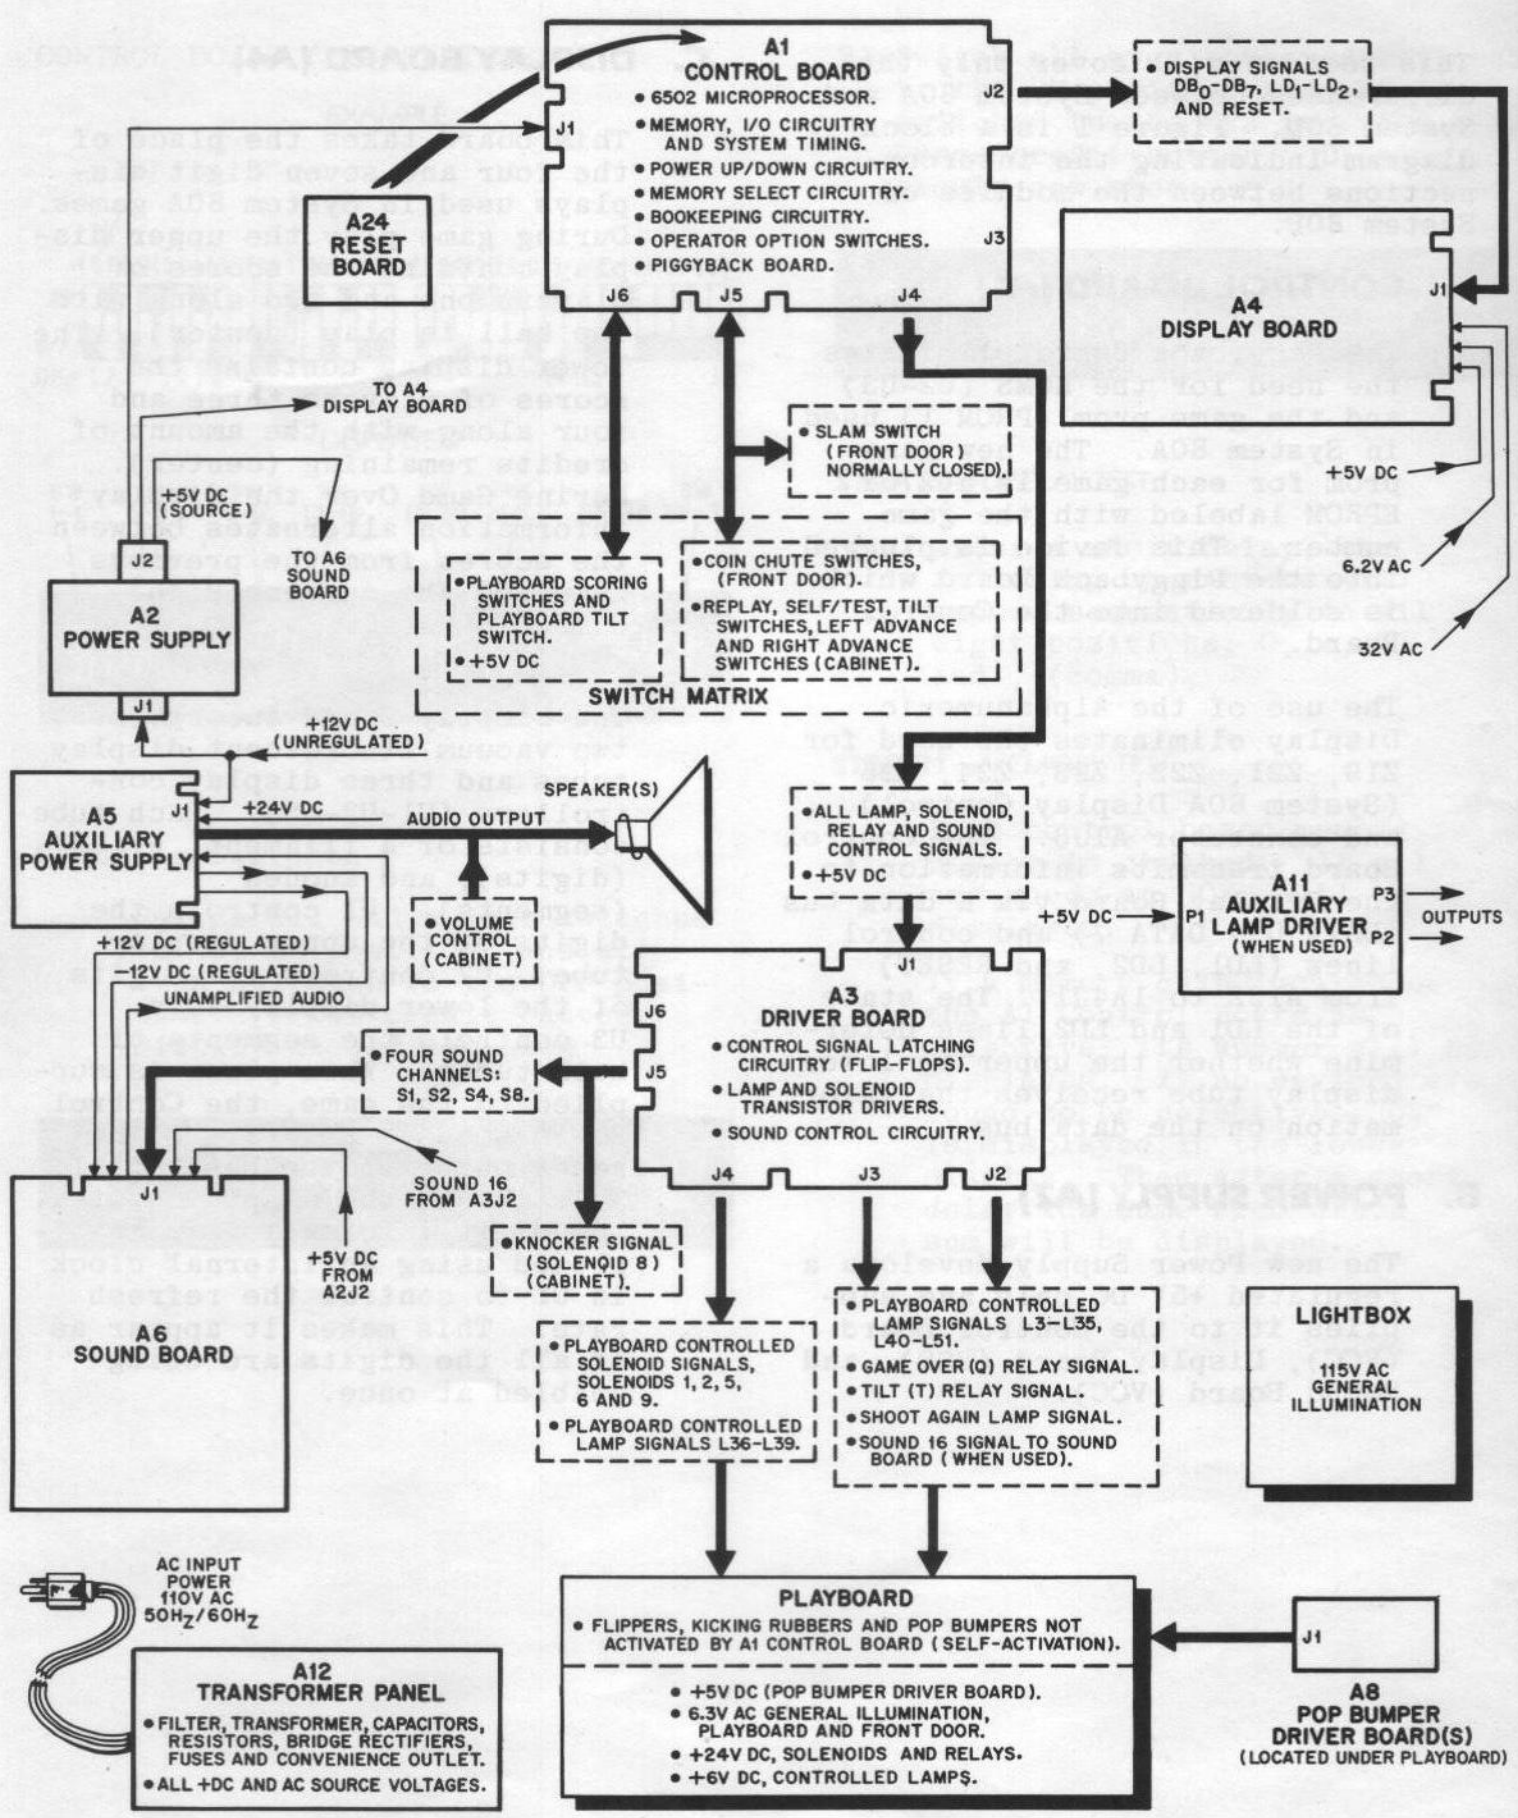 A1
CONTROL BOARD
• 6502 MICROPROCESSOR.
• MEMORY, I/O CIRCUITRY
AND SYSTEM TIMING.
• POWER UP/DOWN CIRCUITRY.
• MEMORY SELECT CIRCUITRY.
• BOOKEEPING CIRCUITRY.
• OPERATOR OPTION SWITCHES.
• PIGGYBACK BOARD.
J1
J2
J3
J6
J5
J4
• DISPLAY SIGNALS
DB0-DB7, LD1-LD2,
AND RESET.
A24
RESET
BOARD
A4
DISPLAY BOARD
J1
+5V DC
6.2V AC
32V AC
TO A4
DISPLAY BOARD
+5V DC
(SOURCE)
TO A6
SOUND
BOARD
J2
A2
POWER SUPPLY
J1
• SLAM SWITCH
(FRONT DOOR)
NORMALLY CLOSED).
• PLAYBOARD SCORING
SWITCHES AND
PLAYBOARD TILT
SWITCH.
• +5V DC
• COIN CHUTE SWITCHES,
(FRONT DOOR).
• REPLAY, SELF/TEST, TILT
SWITCHES, LEFT ADVANCE
AND RIGHT ADVANCE
SWITCHES (CABINET).
SWITCH MATRIX
+12V DC
(UNREGULATED)
J1
+24V DC
A5
AUXILIARY
POWER SUPPLY
AUDIO OUTPUT
SPEAKER(S)
• VOLUME
CONTROL
(CABINET)
+12V DC (REGULATED)
-12V DC (REGULATED)
UNAMPLIFIED AUDIO
• ALL LAMP, SOLENOID,
RELAY AND SOUND
CONTROL SIGNALS.
• +5V DC
+5V DC
P1
A11
AUXILIARY
LAMP DRIVER
(WHEN USED)
P3
P2
OUTPUTS
J1
A3
DRIVER BOARD
• CONTROL SIGNAL LATCHING
CIRCUITRY (FLIP-FLOPS).
• LAMP AND SOLENOID
TRANSISTOR DRIVERS.
• SOUND CONTROL CIRCUITRY.
J6
J5
J4
J3
J2
• FOUR SOUND
CHANNELS:
S1, S2, S4, S8.
J1
SOUND 16
FROM A3J2
+5V DC
FROM
A2J2
A6
SOUND BOARD
• KNOCKER SIGNAL
(SOLENOID 8)
(CABINET).
• PLAYBOARD CONTROLLED
SOLENOID SIGNALS,
SOLENOIDS 1, 2, 5,
6 AND 9.
• PLAYBOARD CONTROLLED
LAMP SIGNALS L36-L39.
• PLAYBOARD CONTROLLED
LAMP SIGNALS L3-L35,
L40-L51.
• GAME OVER (Q) RELAY SIGNAL.
• TILT (T) RELAY SIGNAL.
• SHOOT AGAIN LAMP SIGNAL.
• SOUND 16 SIGNAL TO SOUND
BOARD (WHEN USED).
LIGHTBOX
115V AC
GENERAL
ILLUMINATION
AC INPUT
POWER
110V AC
50HZ/60HZ
A12
TRANSFORMER PANEL
• FILTER, TRANSFORMER, CAPACITORS,
RESISTORS, BRIDGE RECTIFIERS,
FUSES AND CONVENIENCE OUTLET.
• ALL +DC AND AC SOURCE VOLTAGES.
PLAYBOARD
• FLIPPERS, KICKING RUBBERS AND POP BUMPERS NOT
ACTIVATED BY A1 CONTROL BOARD (SELF-ACTIVATION).
• +5V DC (POP BUMPER DRIVER BOARD).
• 6.3V AC GENERAL ILLUMINATION,
PLAYBOARD AND FRONT DOOR.
• +24V DC, SOLENOIDS AND RELAYS.
• +6V DC, CONTROLLED LAMPS.
J1
A8
POP BUMPER
DRIVER BOARD(S)
(LOCATED UNDER PLAYBOARD)